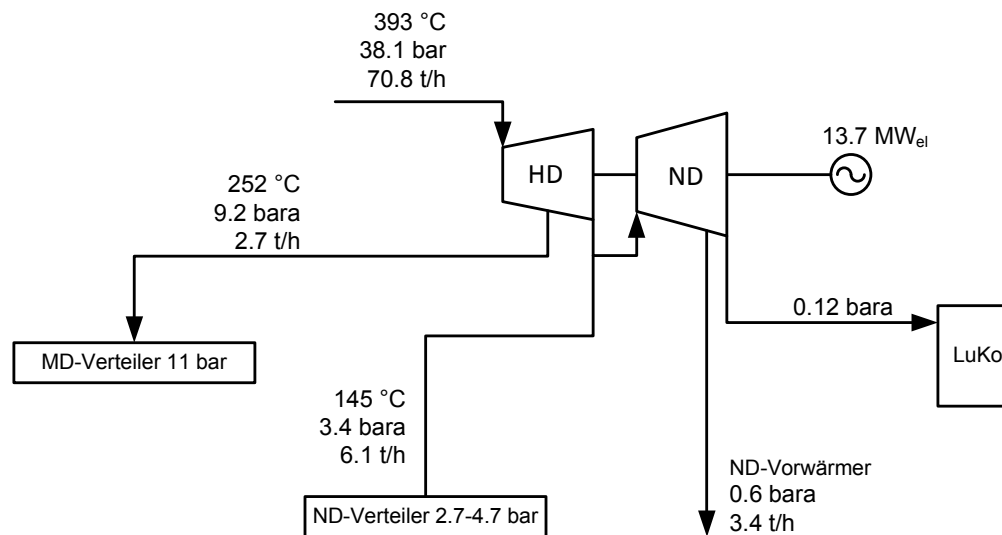 393 °C
38.1 bar
70.8 t/h
HD
ND
13.7 MWel
252 °C
9.2 bara
2.7 t/h
0.12 bara
MD-Verteiler 11 bar
LuKo
145 °C
3.4 bara
6.1 t/h
ND-Vorwärmer
0.6 bara
3.4 t/h
ND-Verteiler 2.7-4.7 bar